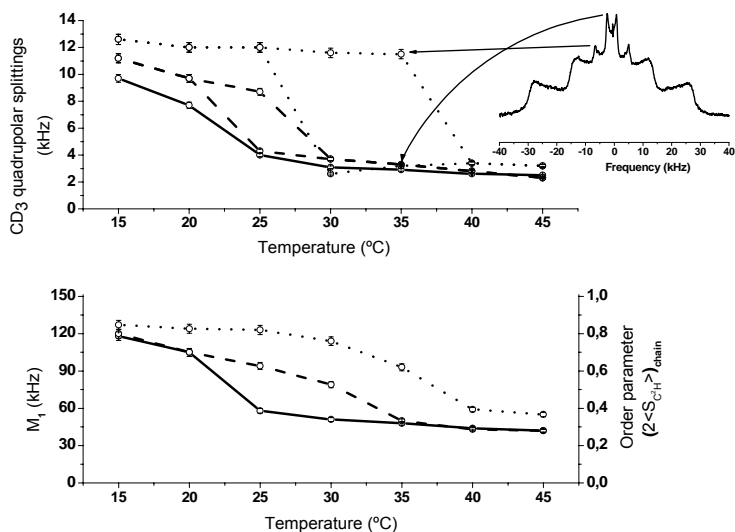 14
12
10
8
6
4
2
0
CD3 quadrupolar splittings
(kHz)
15 20 25 30 35 40 45
Temperature (ºC)
-40 -30 -20 -10 0 10 20 30 40
Frequency (kHz)
150
120
90
60
30
0
M1 (kHz)
1,0
0,8
0,6
0,4
0,2
0,0
Order parameter
(2<S_C²H>)chain
15 20 25 30 35 40 45
Temperature (ºC)